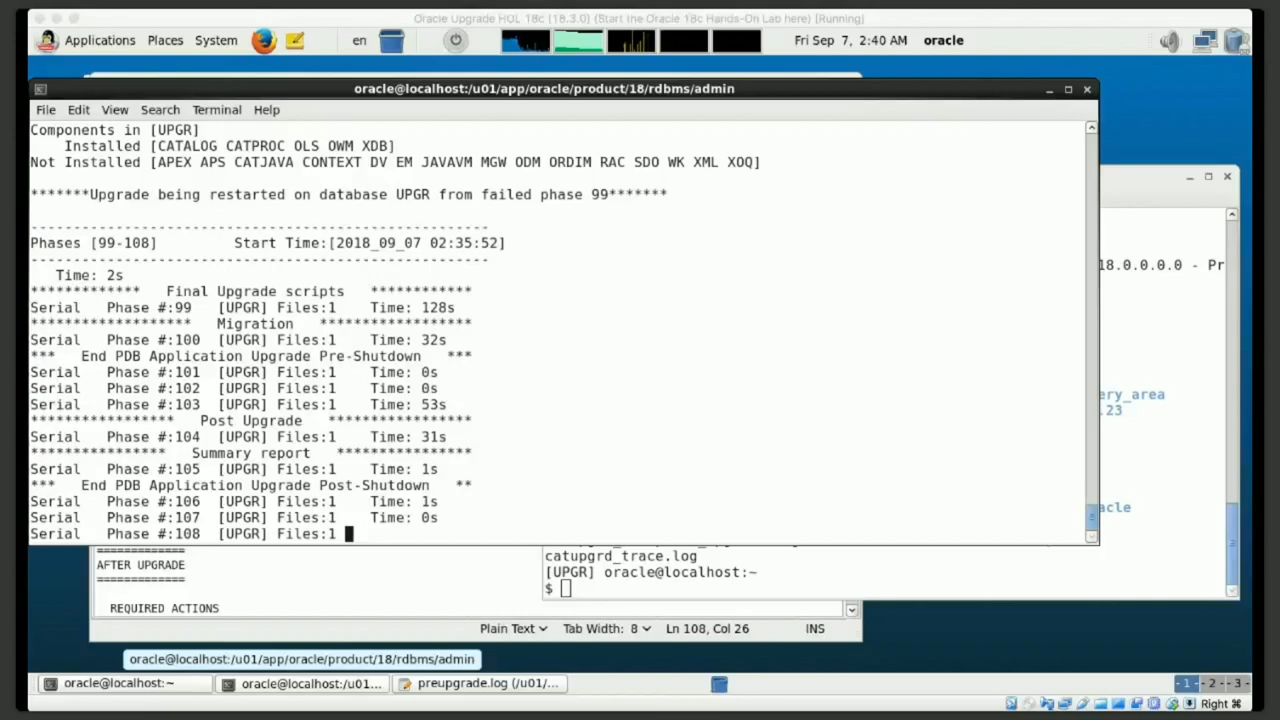 Oracle Upgrade HOL 18c (18.3.0) (Start the Oracle 18c Hands-On Lab here) [Running]
Applications Places System en Fri Sep 7, 2:40 AM oracle
oracle@localhost:/u01/app/oracle/product/18/rdbms/admin
File Edit View Search Terminal Help
Components in [UPGR]
Installed [CATALOG CATPROC OLS OWM XDB]
Not Installed [APEX APS CATJAVA CONTEXT DV EM JAVAVM MGW ODM ORDIM RAC SDO WK XML XOQ]
*******Upgrade being restarted on database UPGR from failed phase 99*******
------------------------------------------------------
Phases [99-108]         Start Time:[2018_09_07 02:35:52]
------------------------------------------------------
Time: 2s
*************   Final Upgrade scripts   ************
Serial   Phase #:99   [UPGR] Files:1    Time: 128s
*******************   Migration   ******************
Serial   Phase #:100  [UPGR] Files:1    Time: 32s
***   End PDB Application Upgrade Pre-Shutdown   ***
Serial   Phase #:101  [UPGR] Files:1    Time: 0s
Serial   Phase #:102  [UPGR] Files:1    Time: 0s
Serial   Phase #:103  [UPGR] Files:1    Time: 53s
*****************   Post Upgrade   *****************
Serial   Phase #:104  [UPGR] Files:1    Time: 31s
****************   Summary report   ****************
Serial   Phase #:105  [UPGR] Files:1    Time: 1s
***   End PDB Application Upgrade Post-Shutdown   **
Serial   Phase #:106  [UPGR] Files:1    Time: 1s
Serial   Phase #:107  [UPGR] Files:1    Time: 0s
Serial   Phase #:108  [UPGR] Files:1
18.0.0.0 - Pr
ery_area
.23
acle
catupgrd_trace.log
[UPGR] oracle@localhost:~
$
=============
AFTER UPGRADE
=============
REQUIRED ACTIONS
Plain Text Tab Width: 8 Ln 108, Col 26 INS
oracle@localhost:/u01/app/oracle/product/18/rdbms/admin
oracle@localhost:~ oracle@localhost:/u01... preupgrade.log (/u01/... - 1 - - 2 - - 3 -
Right ⌘